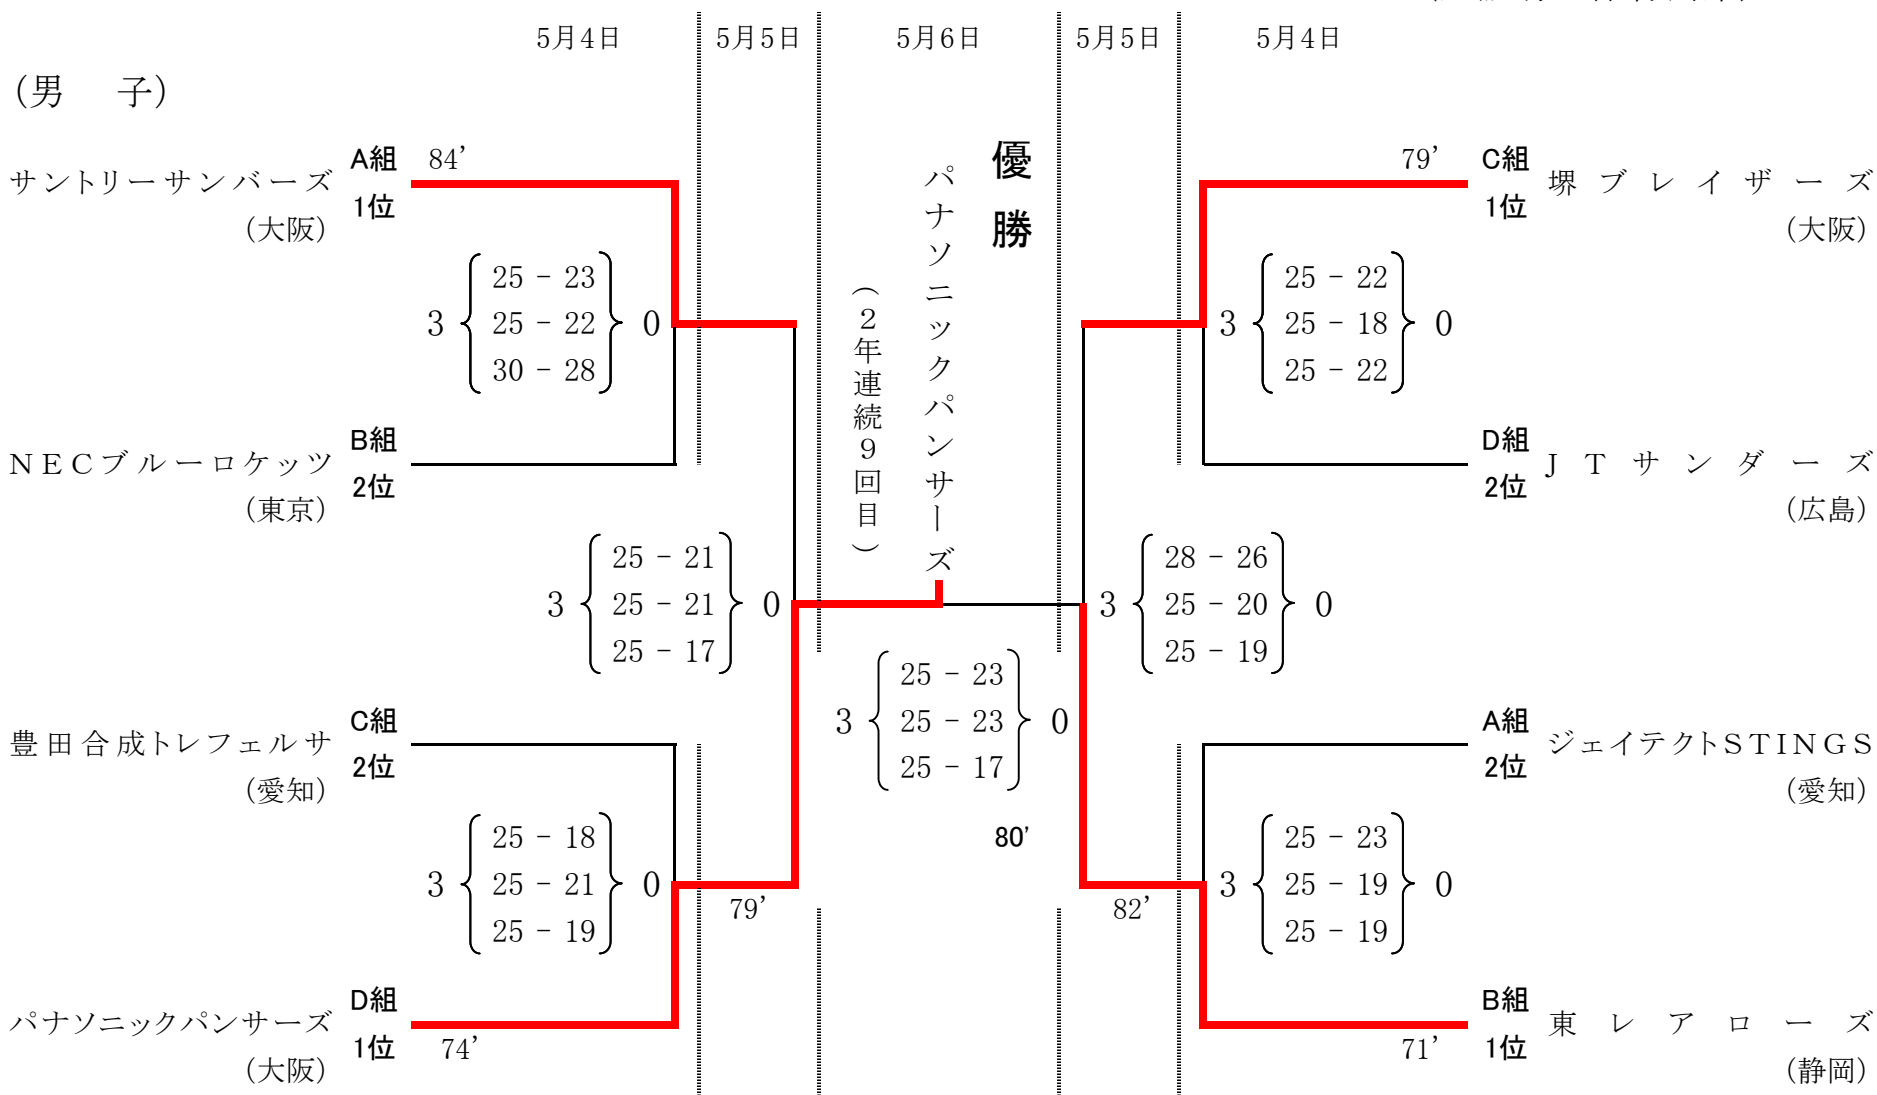 5月4日 5月5日 5月6日 5月5日 5月4日
(男 子)
優勝
パナソニックパンサーズ
(2年連続9回目)
サントリーサンバーズ
(大阪)
A組
1位
84’
3 25 － 23 0
25 － 22
30 － 28
NECブルーロケッツ
(東京)
B組
2位
3 25 － 21 0
25 － 21
25 － 17
豊田合成トレフェルサ
(愛知)
C組
2位
3 25 － 18 0
25 － 21
25 － 19
79’
パナソニックパンサーズ
(大阪)
D組
1位
74’
3 25 － 23 0
25 － 23
25 － 17
80’
79’
C組
1位
堺ブレイザーズ
(大阪)
3 25 － 22 0
25 － 18
25 － 22
D組
2位
JTサンダーズ
(広島)
3 28 － 26 0
25 － 20
25 － 19
A組
2位
ジェイテクトSTINGS
(愛知)
3 25 － 23 0
25 － 19
25 － 19
82’
B組
1位
東レアローズ
(静岡)
71’